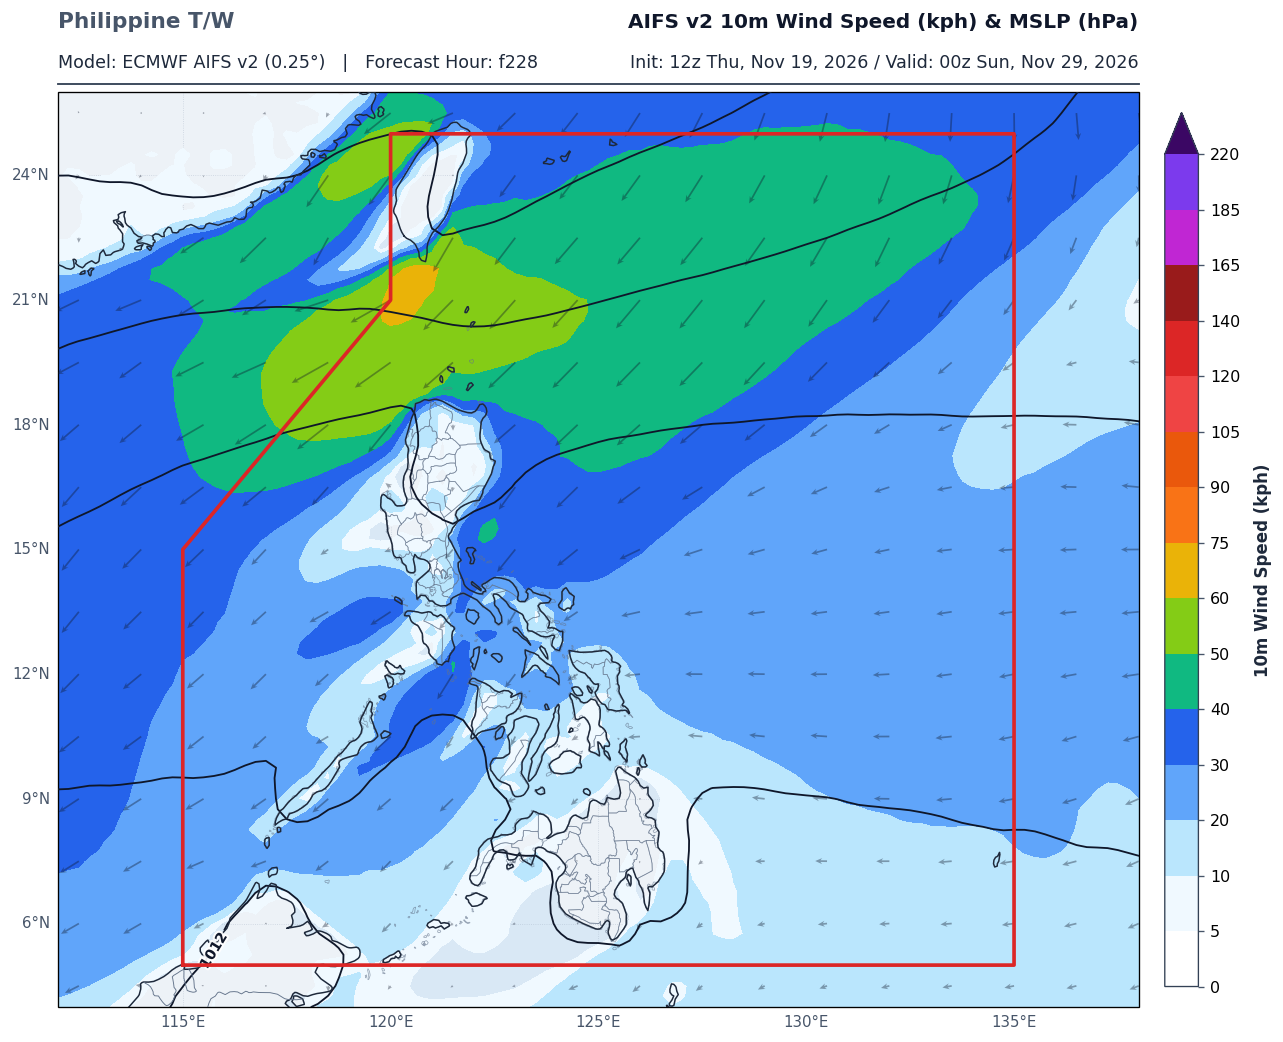 Philippine T/W
AIFS v2 10m Wind Speed (kph) & MSLP (hPa)
Model: ECMWF AIFS v2 (0.25°) | Forecast Hour: f228
Init: 12z Thu, Nov 19, 2026 / Valid: 00z Sun, Nov 29, 2026
24°N
21°N
18°N
15°N
12°N
9°N
6°N
1012
115°E
120°E
125°E
130°E
135°E
220
185
165
140
120
105
90
75
60
50
40
30
20
10
5
0
10m Wind Speed (kph)